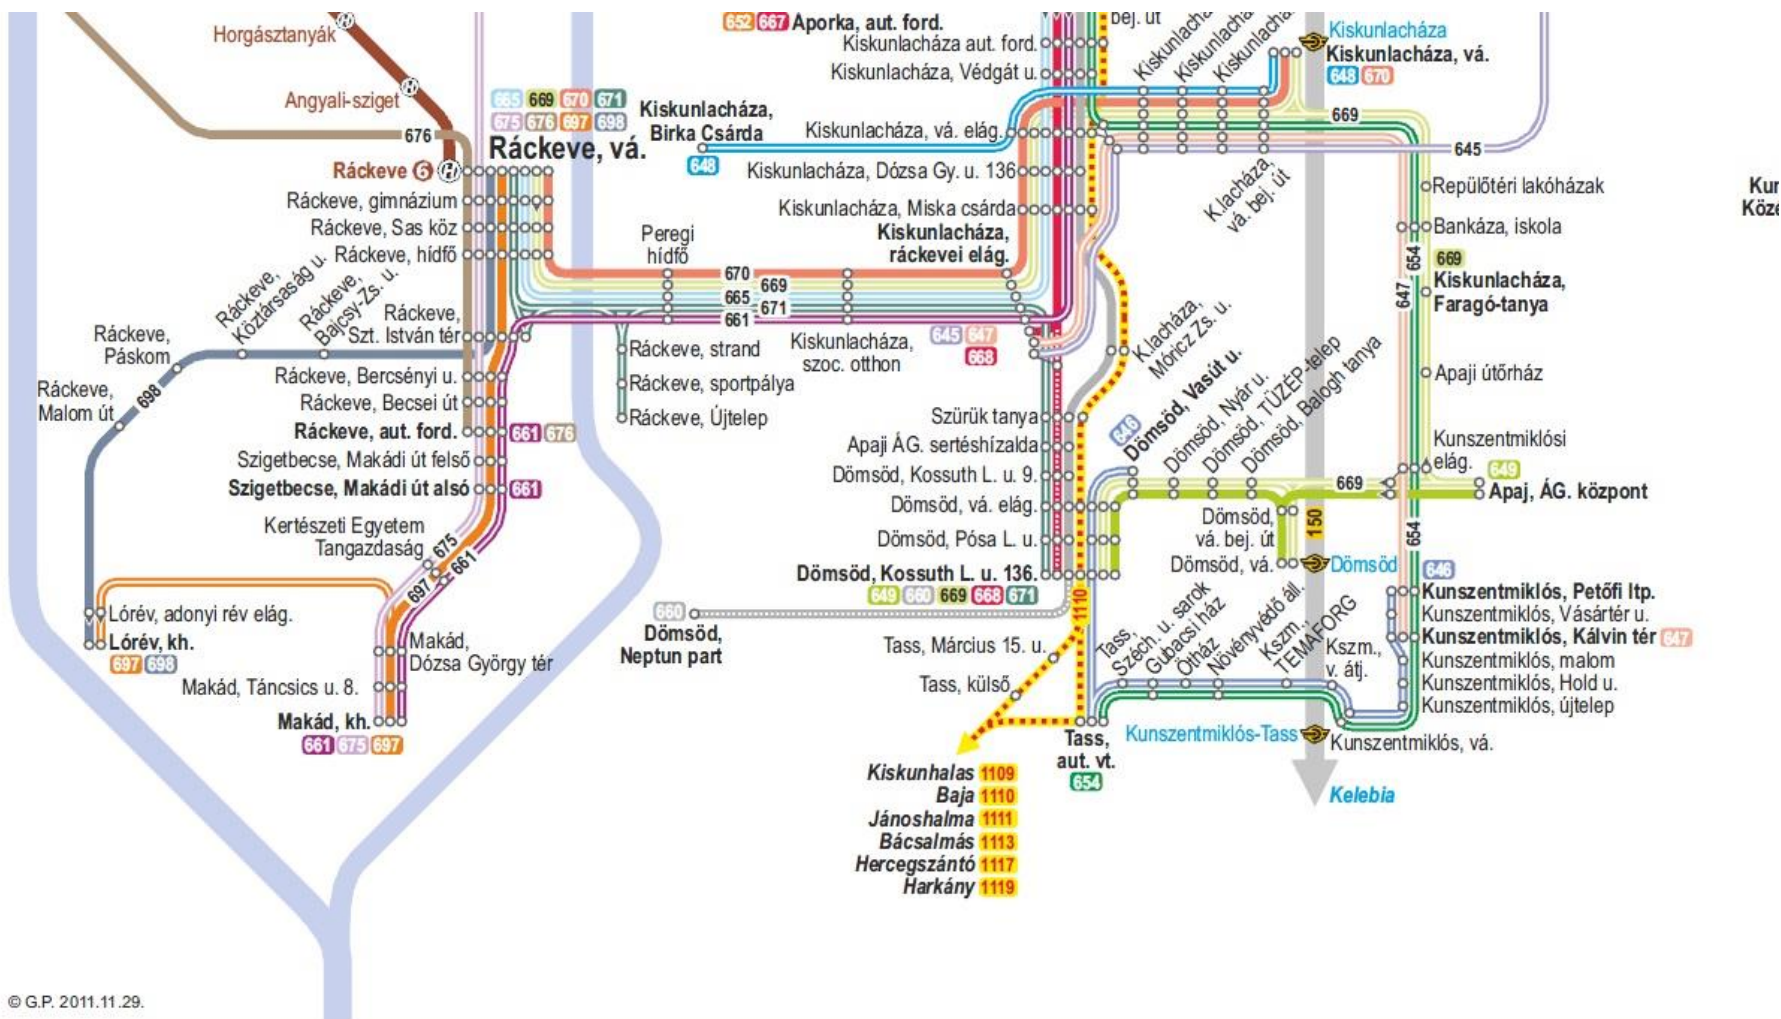 Horgásztanyák
Angyali-sziget
676
Ráckeve 6 H
665 669 670 671
675 676 697 698
Ráckeve, vá.
Ráckeve, gimnázium
Ráckeve, Sas köz
Ráckeve, hídfő
Ráckeve,
Köztársaság u.
Ráckeve,
Bajcsy-Zs. u.
Ráckeve,
Szt. István tér
Ráckeve,
Páskom
Ráckeve,
Malom út
698
Ráckeve, Bercsényi u.
Ráckeve, Becsei út
Ráckeve, aut. ford.
661 676
Szigetbecse, Makádi út felső
Szigetbecse, Makádi út alsó
661
Kertészeti Egyetem
Tangazdaság
675
661
697
Lórév, adonyi rév elág.
Lórév, kh.
697 698
Makád,
Dózsa György tér
Makád, Táncsics u. 8.
Makád, kh.
661 675 697
652 667 Aporka, aut. ford.
bej. út
Kiskunlacháza aut. ford.
Kiskunlacháza, Védgát u.
Kiskunlacháza,
Birka Csárda
648
Kiskunlacháza, vá. elág.
Kiskunlacháza, Dózsa Gy. u. 136
Kiskunlacháza, Miska csárda
Kiskunlacháza,
ráckevei elág.
Peregi
hídfő
670
669
665
671
661
Ráckeve, strand
Ráckeve, sportpálya
Ráckeve, Újtelep
Kiskunlacháza,
szoc. otthon
645 647
668
Kiskunlacháza
Kiskunlacháza, vá.
648 670
669
645
K.lacháza,
vá. bej. út
Repülőtéri lakóházak
Bankáza, iskola
669
Kiskunlacháza,
Faragó-tanya
654
647
Apaji útőrház
Kunszentmiklósi
elág.
649
Apaj, ÁG. központ
K.lacháza,
Móricz Zs. u.
646
Dömsöd, Vasút u.
Dömsöd, Nyár u.
Dömsöd, TÜZÉP-telep
Dömsöd, Balogh tanya
Szürük tanya
Apaji ÁG. sertéshízalda
Dömsöd, Kossuth L. u. 9.
Dömsöd, vá. elág.
Dömsöd, Pósa L. u.
Dömsöd, Kossuth L. u. 136.
649 660 669 668 671
669
Dömsöd,
vá. bej. út
Dömsöd, vá.
150
Dömsöd
654
660
Dömsöd,
Neptun part
1110
646
Kunszentmiklós, Petőfi ltp.
Kunszentmiklós, Vásártér u.
Kunszentmiklós, Kálvin tér 647
Kunszentmiklós, malom
Kunszentmiklós, Hold u.
Kunszentmiklós, újtelep
Kunszentmiklós, vá.
Tass, Március 15. u.
Tass, külső
Tass,
Széch. u. sarok
Gubacsi ház
Ótház
Növényvédő áll.
Kszm.,
TEMAFORG
Kszm.,
v. átj.
Tass,
aut. vt.
654
Kunszentmiklós-Tass
Kelebia
Kiskunhalas 1109
Baja 1110
Jánoshalma 1111
Bácsalmás 1113
Hercegszántó 1117
Harkány 1119
© G.P. 2011.11.29.